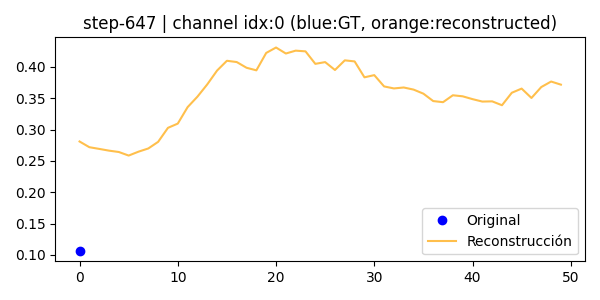 step-647 | channel idx:0 (blue:GT, orange:reconstructed)
0.40
0.35
0.30
0.25
0.20
0.15
0.10
Original
Reconstrucción
0 10 20 30 40 50